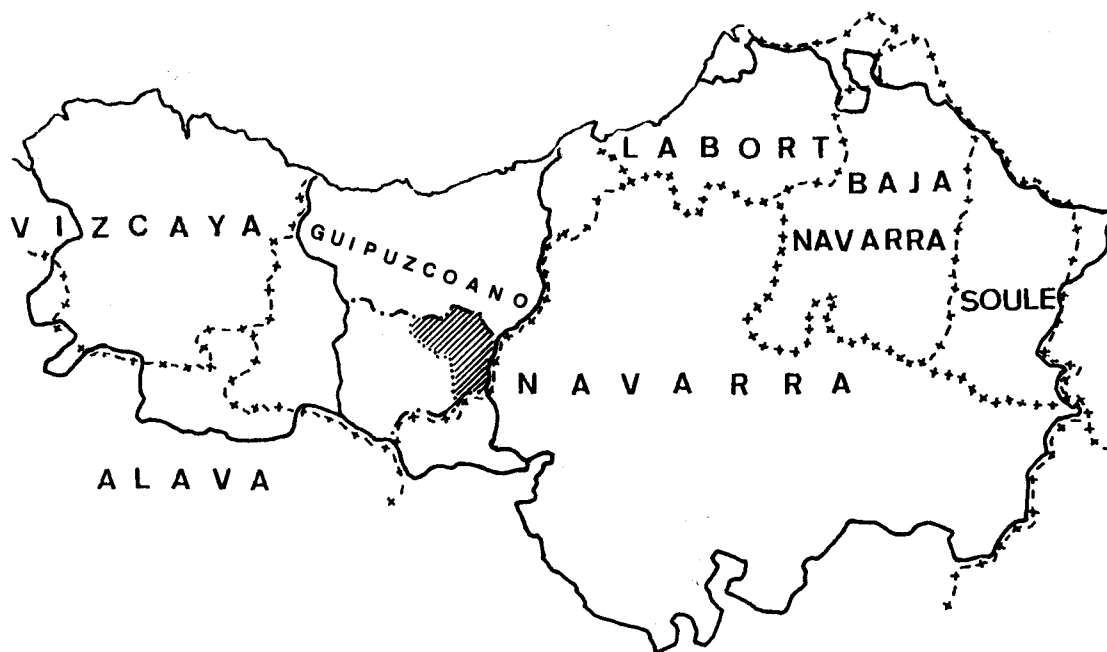 LABORT
BAJA
VIZCAYA
GUIPUZCOANO
NAVARRA
SOULE
NAVARRA
ALAVA